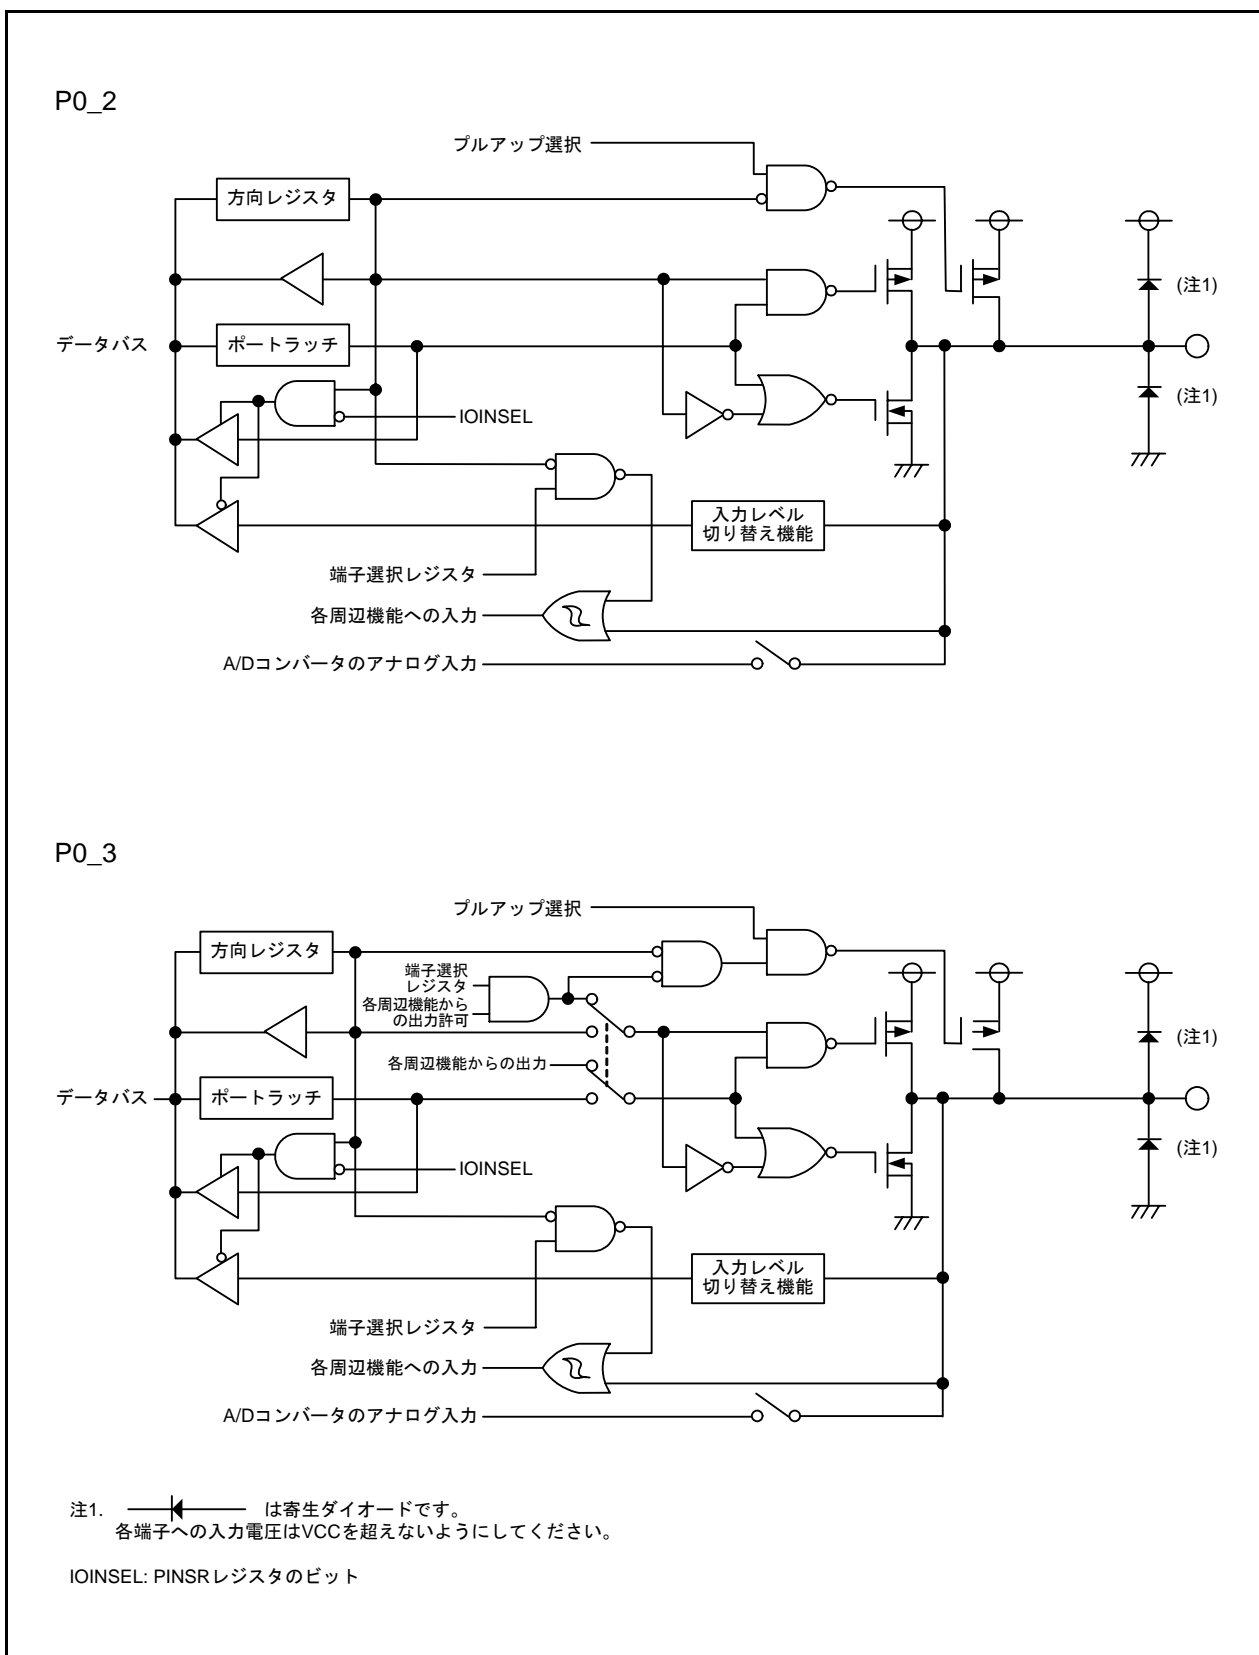 P0_2
プルアップ選択
方向レジスタ
(注1)
データバス
ポートラッチ
(注1)
IOINSEL
入力レベル
切り替え機能
端子選択レジスタ
各周辺機能への入力
A/Dコンバータのアナログ入力
P0_3
プルアップ選択
方向レジスタ
端子選択
レジスタ
各周辺機能から
の出力許可
(注1)
各周辺機能からの出力
データバス
ポートラッチ
(注1)
IOINSEL
入力レベル
切り替え機能
端子選択レジスタ
各周辺機能への入力
A/Dコンバータのアナログ入力
注1. は寄生ダイオードです。
各端子への入力電圧はVCCを超えないようにしてください。
IOINSEL: PINSRレジスタのビット